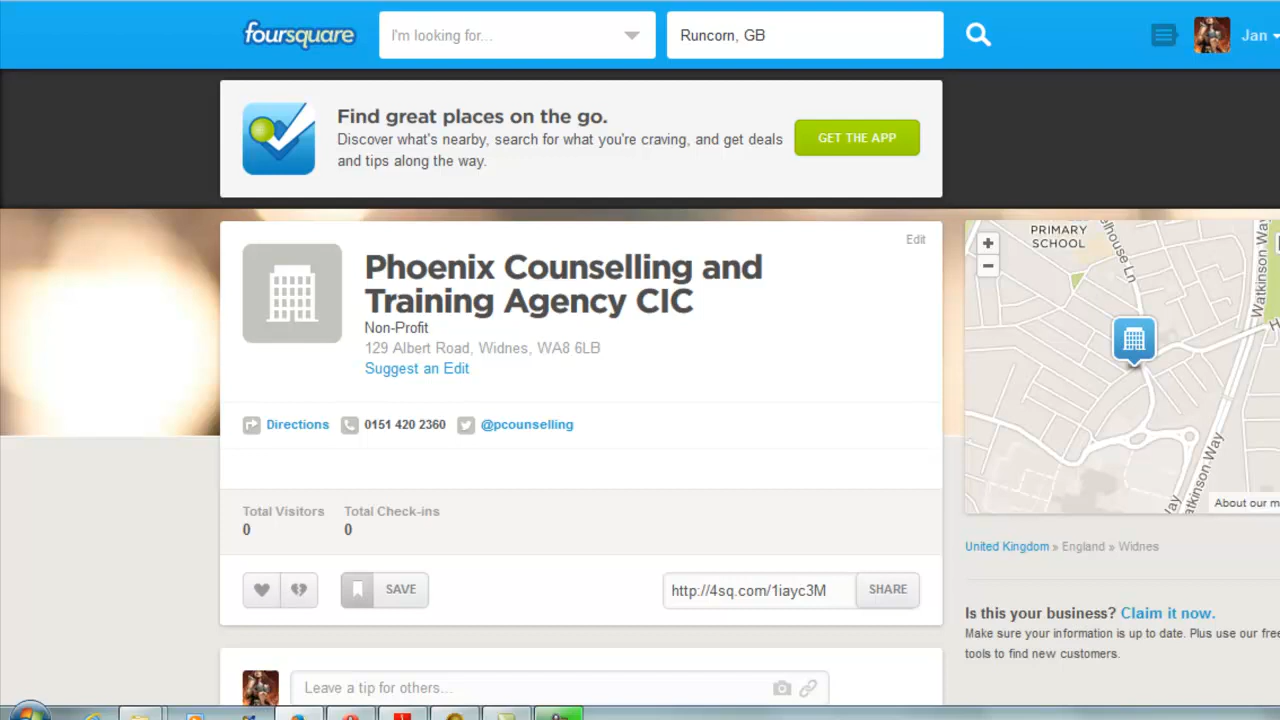 foursquare
I'm looking for...
Runcorn, GB
Jan
Find great places on the go.
Discover what's nearby, search for what you're craving, and get deals
and tips along the way.
GET THE APP
Edit
Phoenix Counselling and
Training Agency CIC
Non-Profit
129 Albert Road, Widnes, WA8 6LB
Suggest an Edit
Directions
0151 420 2360
@pcounselling
Total Visitors
Total Check-ins
0
0
SAVE
http://4sq.com/1iayc3M
SHARE
Leave a tip for others...
+
−
PRIMARY
SCHOOL
Watkinson Way
Watkinson Way
Way
About our m
United Kingdom » England » Widnes
Is this your business? Claim it now.
Make sure your information is up to date. Plus use our free
tools to find new customers.